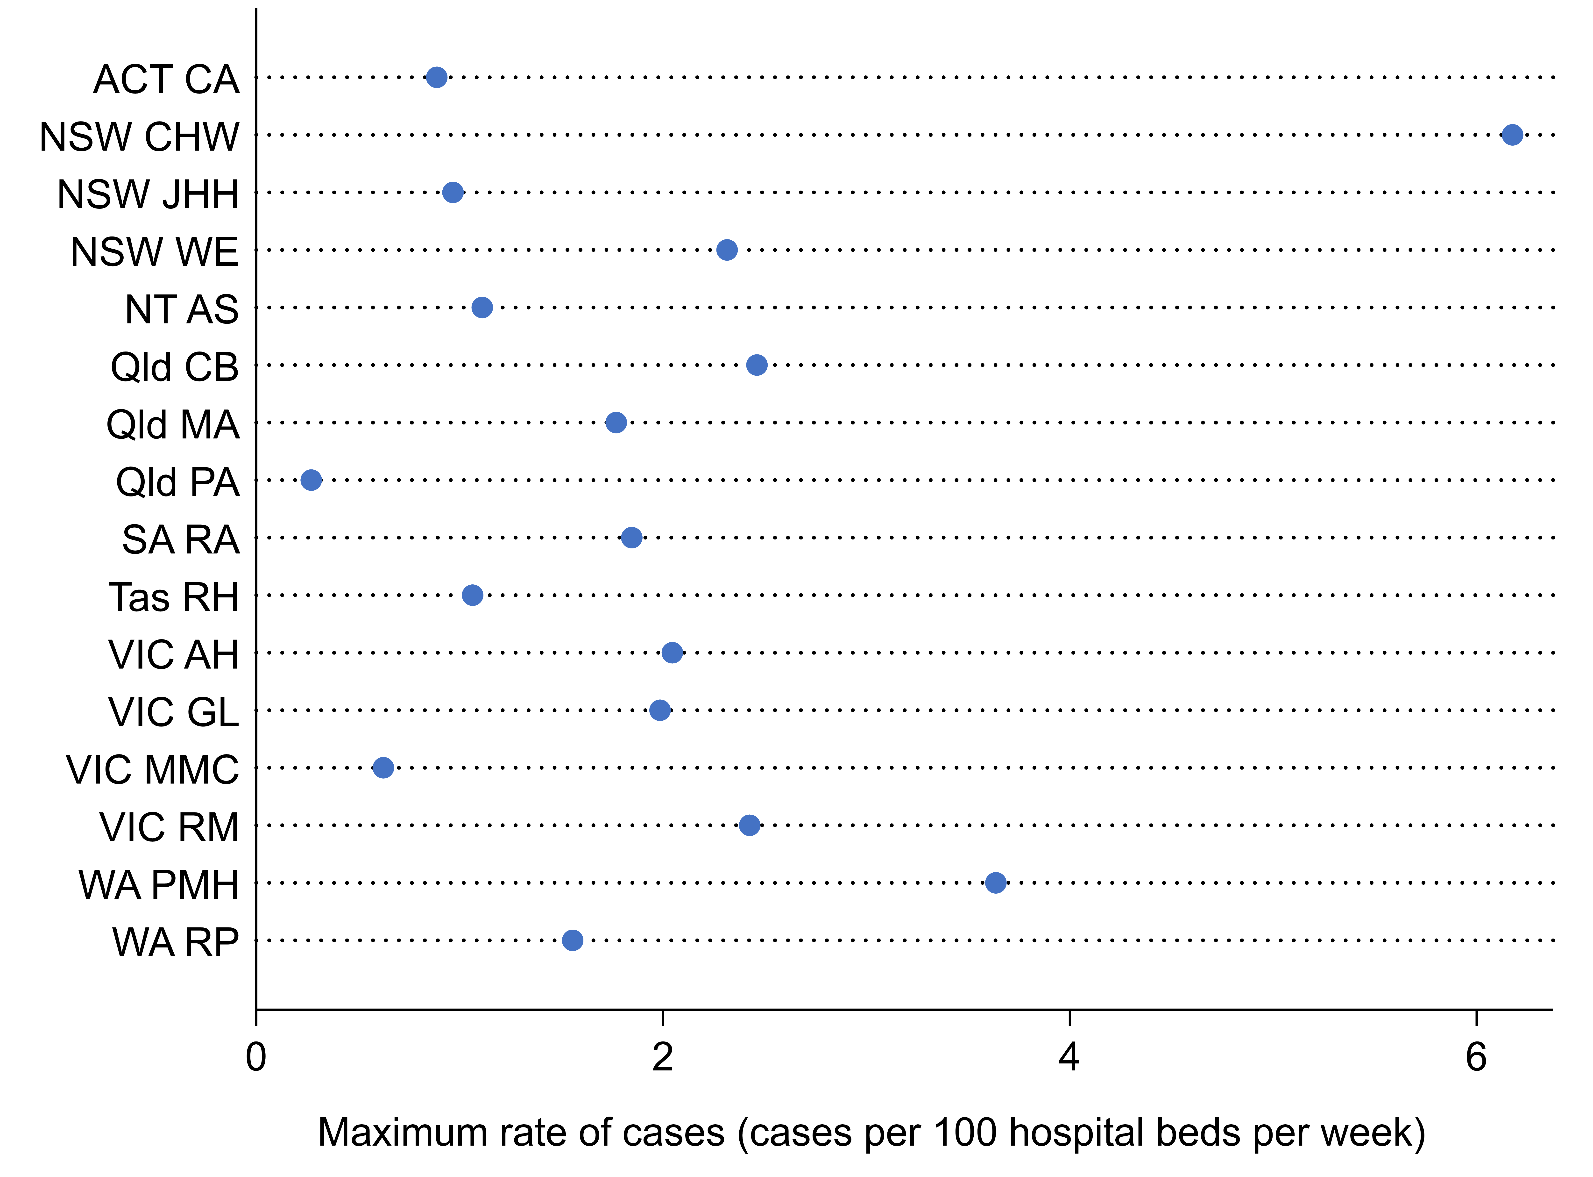 ACT CA
NSW CHW
NSW JHH
NSW WE
NT AS
Qld CB
Qld MA
Qld PA
SA RA
Tas RH
VIC AH
VIC GL
VIC MMC
VIC RM
WA PMH
WA RP
0 2 4 6
Maximum rate of cases (cases per 100 hospital beds per week)